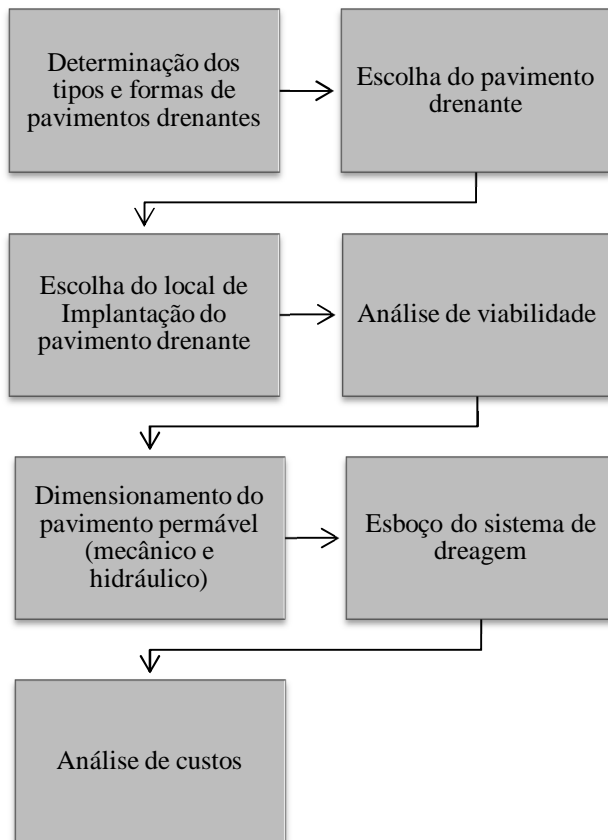 Determinação dos
tipos e formas de
pavimentos drenantes
Escolha do pavimento
drenante
Escolha do local de
Implantação do
pavimento drenante
Análise de viabilidade
Dimensionamento do
pavimento permável
(mecânico e
hidráulico)
Esboço do sistema de
dreagem
Análise de custos